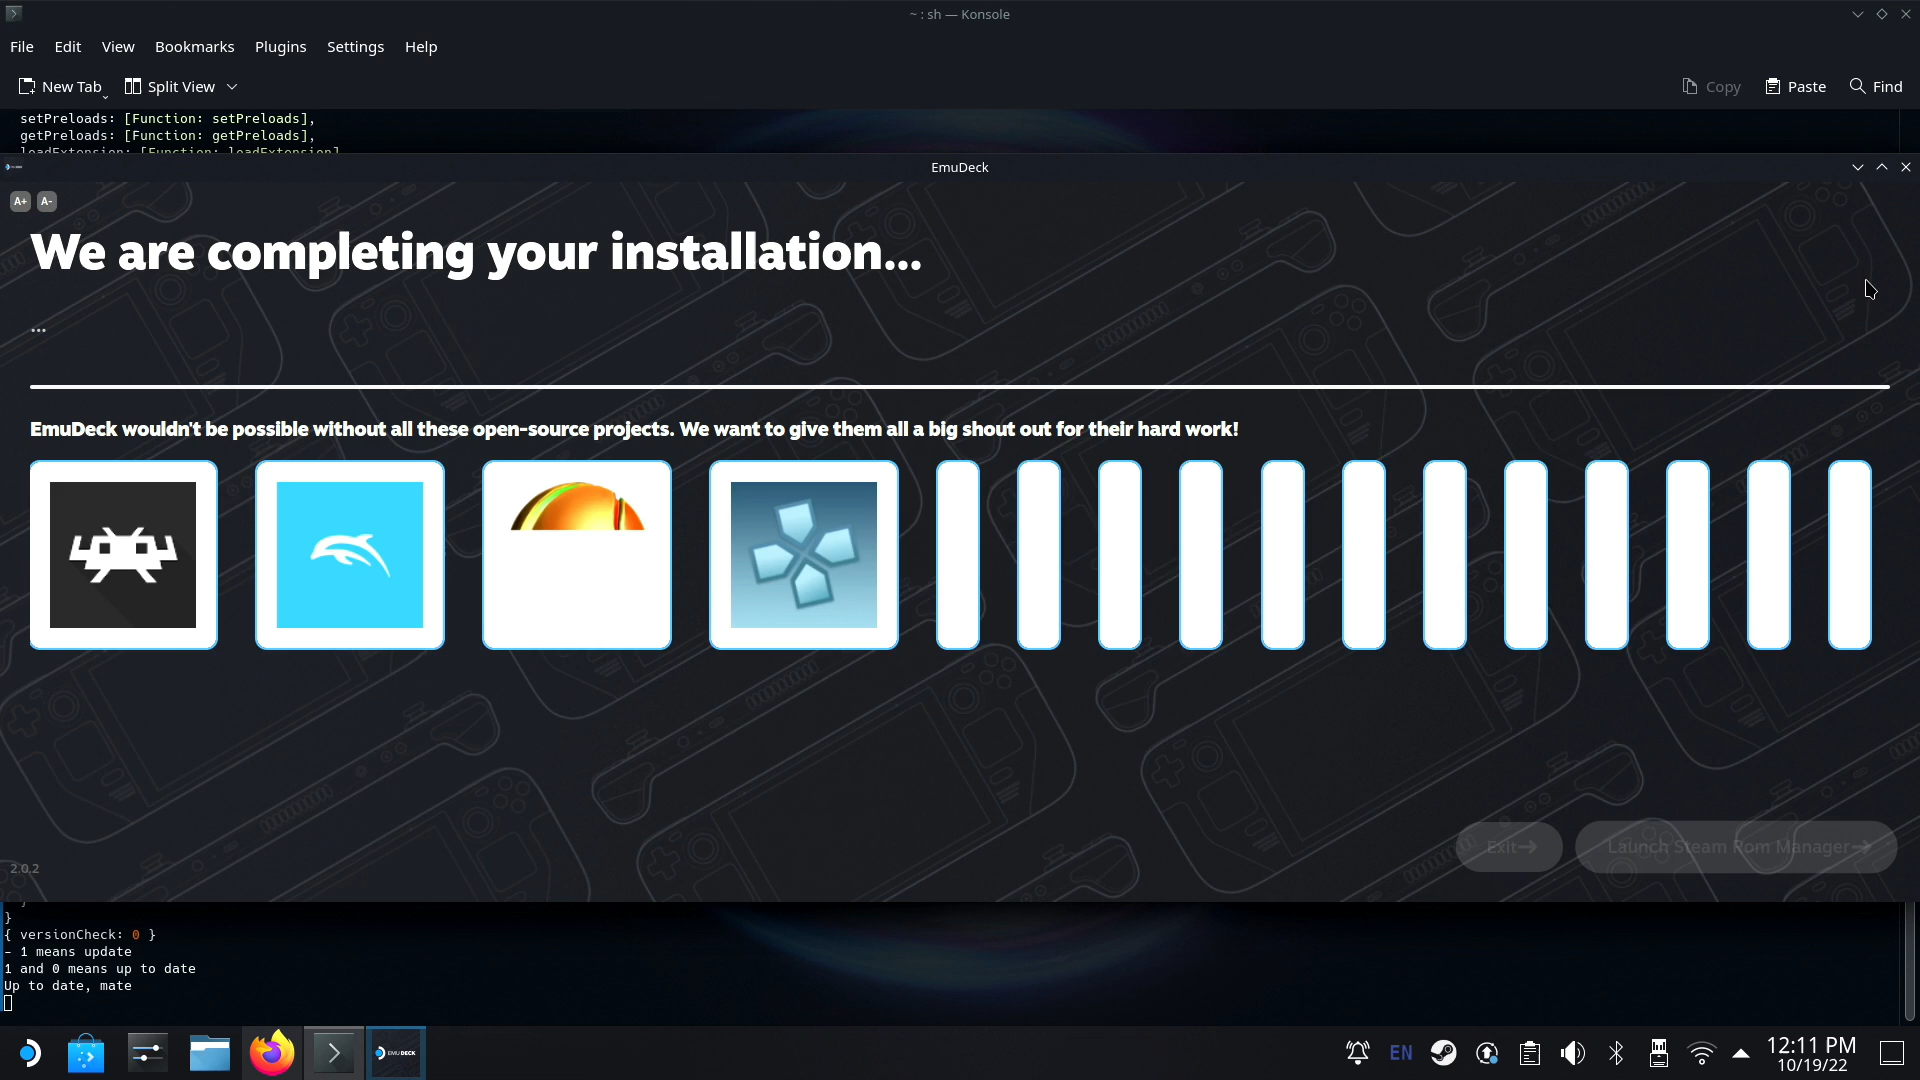 ~ : sh — Konsole
File Edit View Bookmarks Plugins Settings Help
New Tab Split View Copy Paste Find
setPreloads: [Function: setPreloads],
getPreloads: [Function: getPreloads],
loadExtension: [Function: loadExtension]
EmuDeck
A+ A-
We are completing your installation...
...
EmuDeck wouldn't be possible without all these open-source projects. We want to give them all a big shout out for their hard work!
Exit→ Launch Steam Rom Manager→
2.0.2
}
}
{ versionCheck: 0 }
- 1 means update
1 and 0 means up to date
Up to date, mate
EMUDECK
EN
12:11 PM
10/19/22